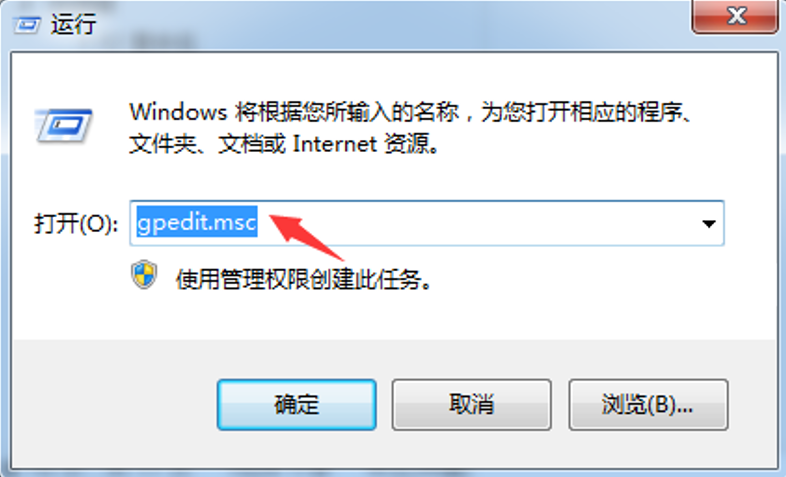 运行
Windows 将根据您所输入的名称，为您打开相应的程序、
文件夹、文档或 Internet 资源。
打开(O): gpedit.msc
使用管理权限创建此任务。
确定 取消 浏览(B)...